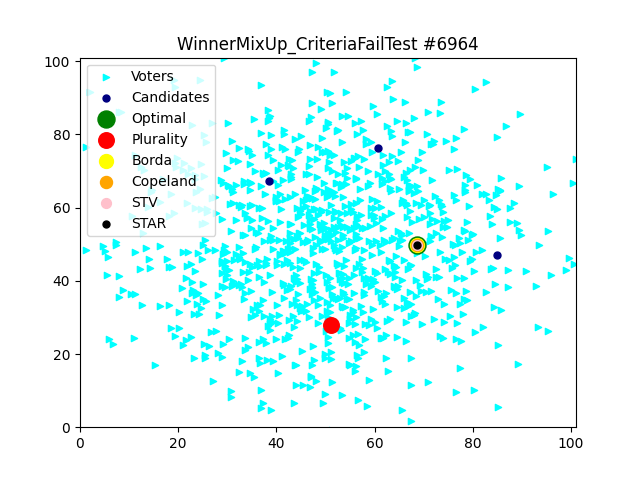 WinnerMixUp_CriteriaFailTest #6964
100
80
60
40
20
0
0
20
40
60
80
100
Voters
Candidates
Optimal
Plurality
Borda
Copeland
STV
STAR